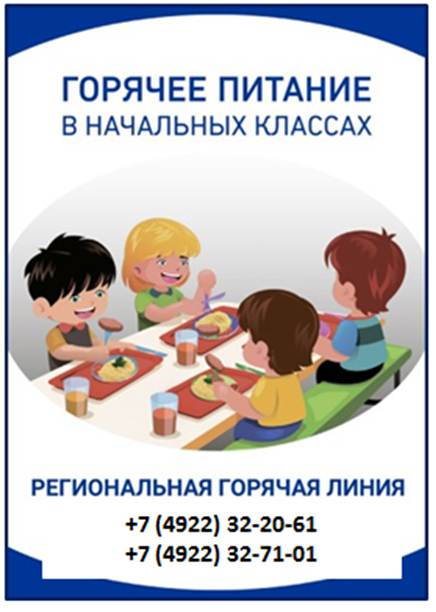 ГОРЯЧЕЕ ПИТАНИЕ
В НАЧАЛЬНЫХ КЛАССАХ
РЕГИОНАЛЬНАЯ ГОРЯЧАЯ ЛИНИЯ
+7 (4922) 32-20-61
+7 (4922) 32-71-01